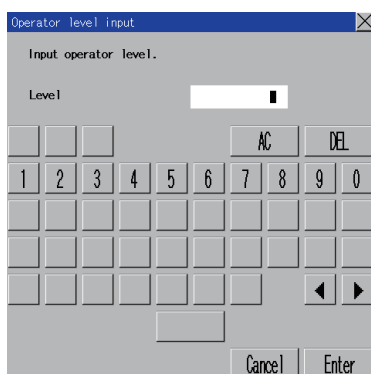 Operator level input
Input operator level.
Level
AC DEL
1 2 3 4 5 6 7 8 9 0
Cancel Enter